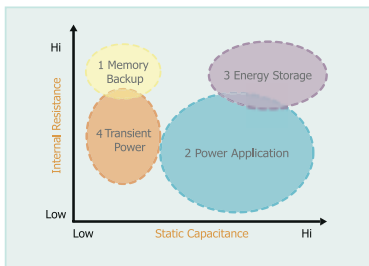 Hi
1 Memory
Backup
3 Energy Storage
Internal Resistance
4 Transient
Power
2 Power Application
Low
Low
Static Capacitance
Hi